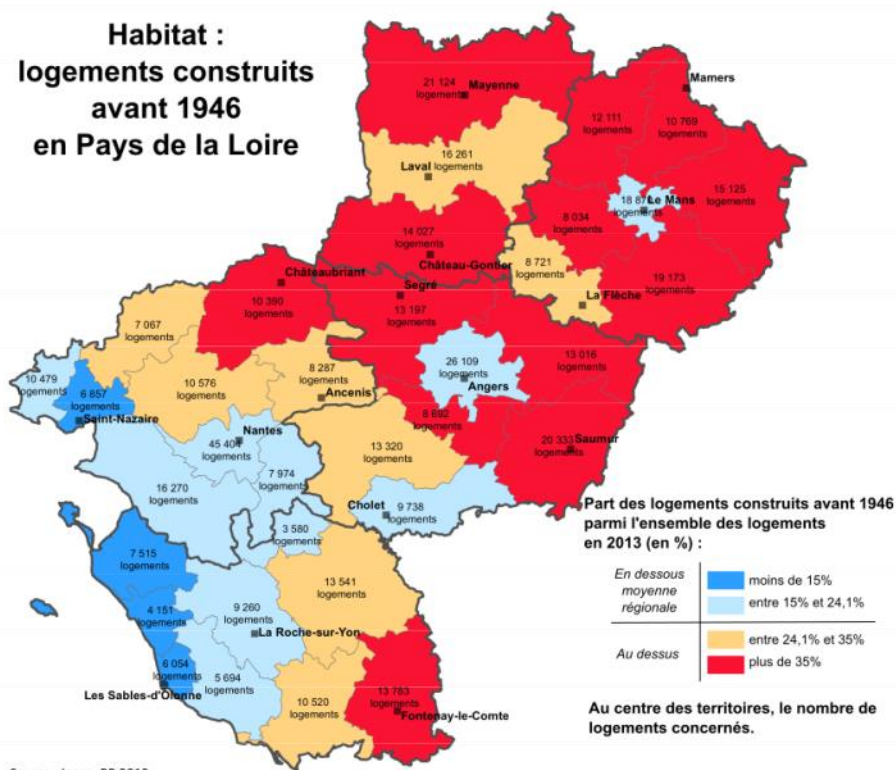 Habitat :
logements construits
avant 1946
en Pays de la Loire
21 124
logements
Mayenne
Mamers
12 111
logements
10 769
logements
16 261
logements
Laval
15 125
logements
Le Mans
logements
8 034
logements
14 027
logements
Château-Gontier
8 721
logements
19 173
logements
La Flèche
Châteaubriant
10 390
logements
Segré
13 197
logements
7 067
logements
13 016
logements
26 109
logements
Angers
8 287
logements
Ancenis
10 479
logements
10 576
logements
6 857
logements
Saint-Nazaire
8 692
logements
Nantes
45 404
logements
13 320
logements
20 333
logements
Saumur
7 974
logements
16 270
logements
9 738
logements
Cholet
3 580
logements
7 515
logements
13 541
logements
4 151
logements
9 260
logements
La Roche-sur-Yon
6 054
logements
Les Sables-d'Olonne
5 694
logements
10 520
logements
13 783
logements
Fontenay-le-Comte
Part des logements construits avant 1946
parmi l'ensemble des logements
en 2013 (en %) :
En dessous
moyenne
régionale
moins de 15%
entre 15% et 24,1%
Au dessus
entre 24,1% et 35%
plus de 35%
Au centre des territoires, le nombre de
logements concernés.